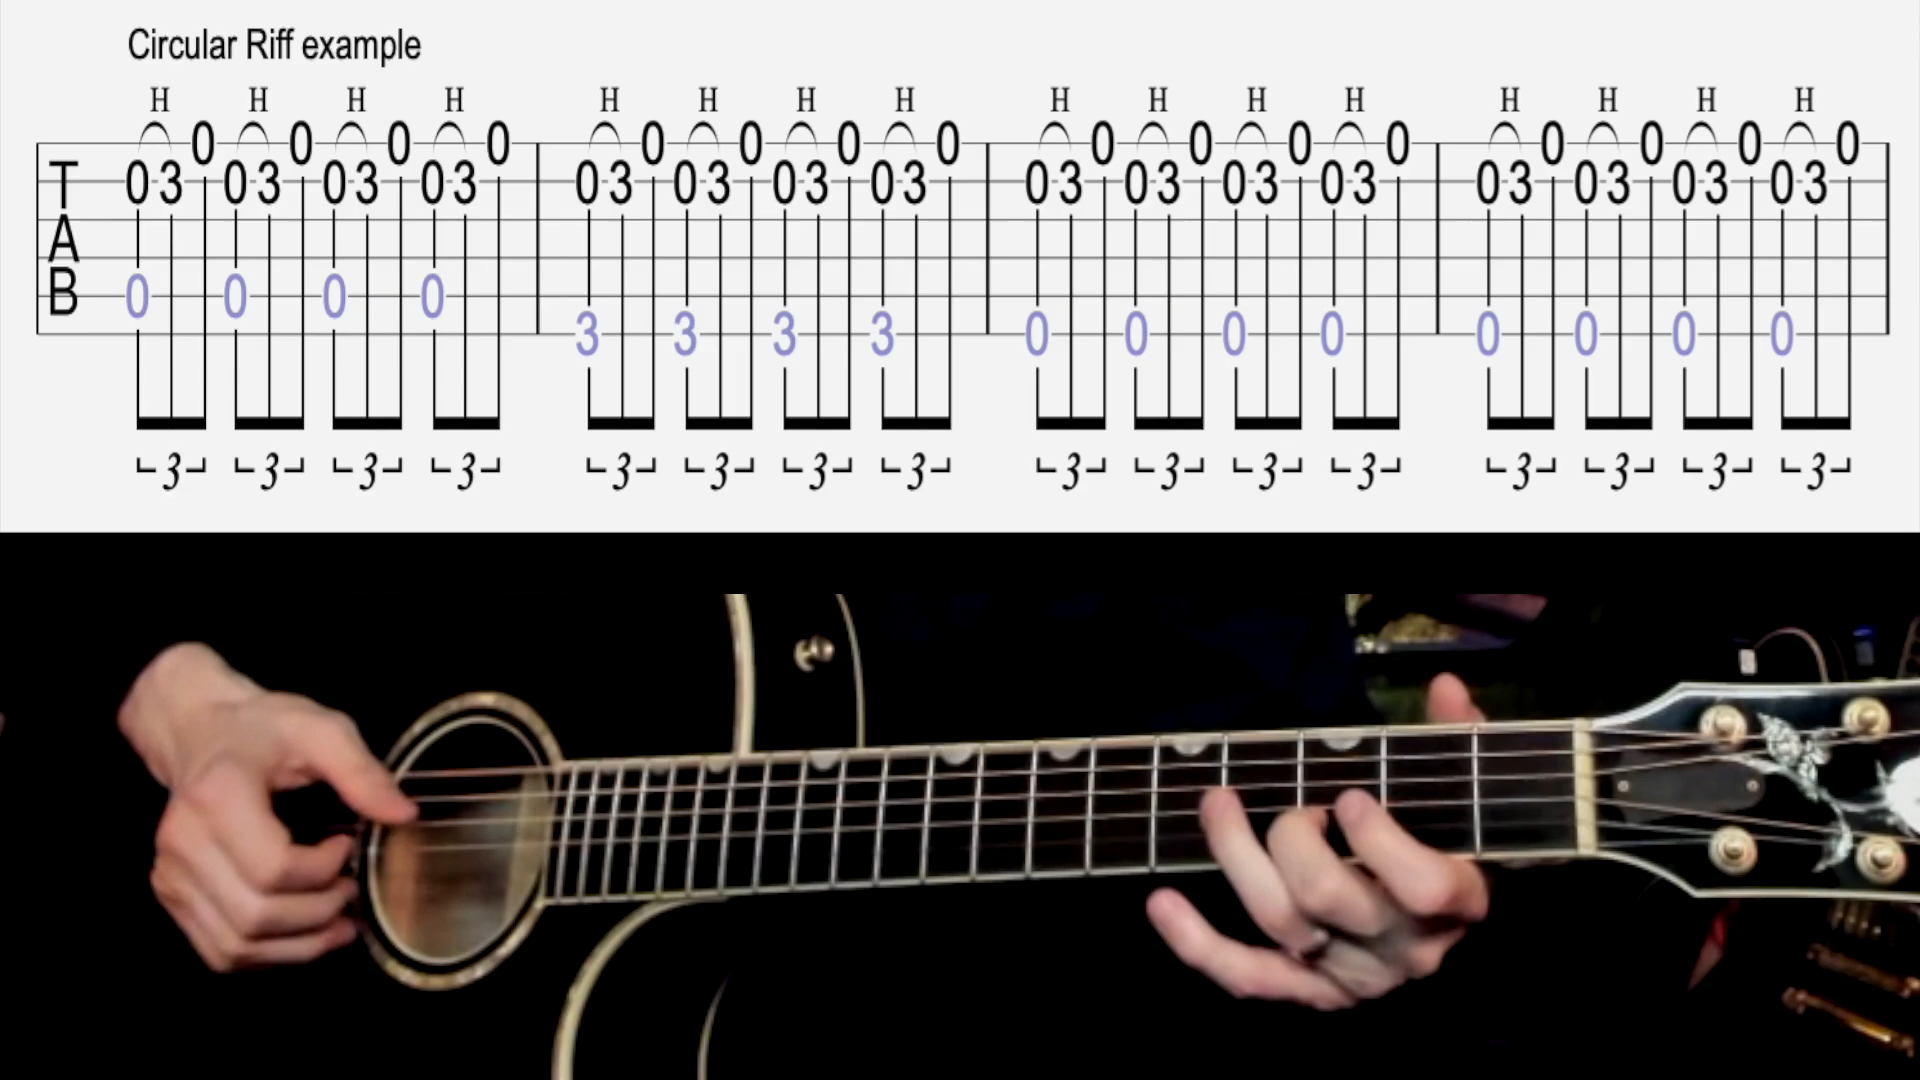 Circular Riff example
H H H H H H H H H H H H H H H H
0 0 0 0 0 0 0 0 0 0 0 0 0 0 0 0
T 0 3 0 3 0 3 0 3 0 3 0 3 0 3 0 3 0 3 0 3 0 3 0 3 0 3 0 3 0 3 0 3
A
B 0 0 0 0
3 3 3 3 0 0 0 0 0 0 0 0
3 3 3 3 3 3 3 3 3 3 3 3 3 3 3 3